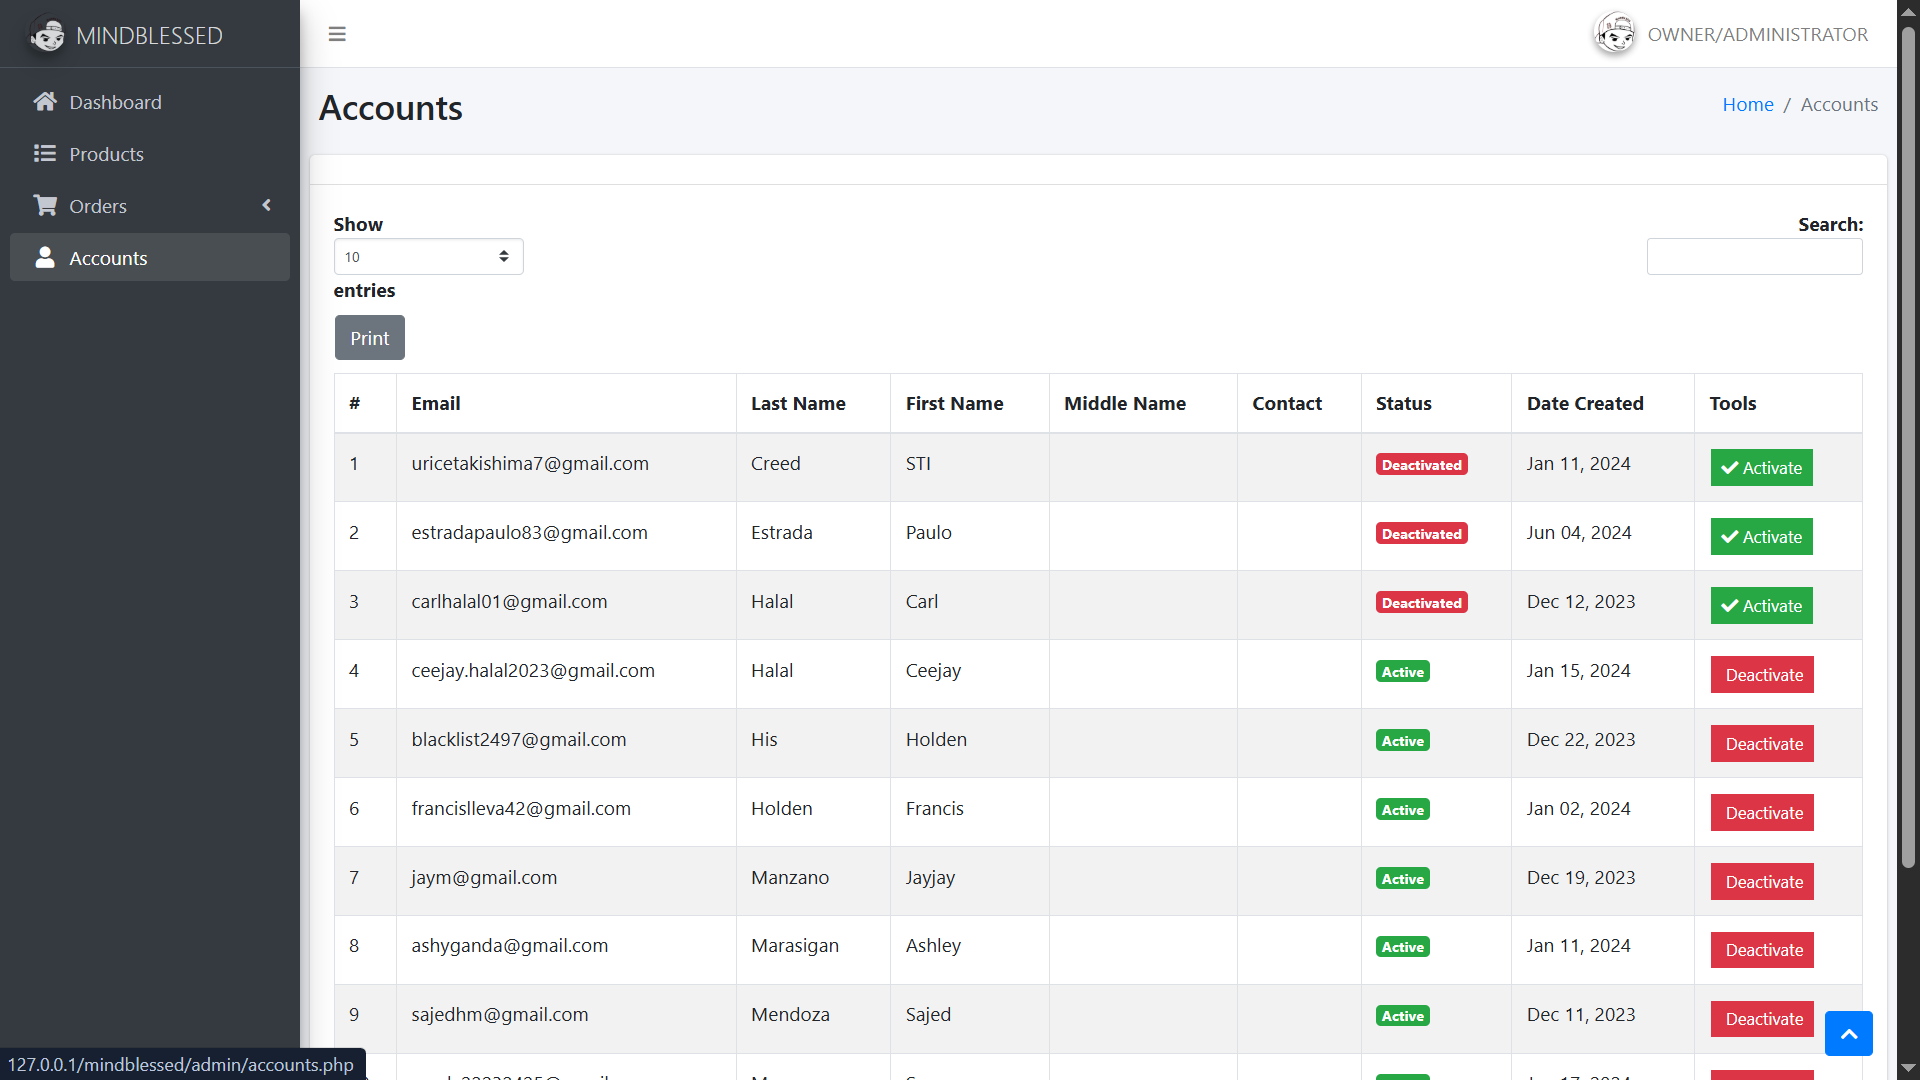 MINDBLESSED
OWNER/ADMINISTRATOR
Dashboard
Products
Orders
Accounts
Accounts
Home / Accounts
Show
10
entries
Search:
Print
# Email Last Name First Name Middle Name Contact Status Date Created Tools
1 uricetakishima7@gmail.com Creed STI Deactivated Jan 11, 2024 Activate
2 estradapaulo83@gmail.com Estrada Paulo Deactivated Jun 04, 2024 Activate
3 carlhalal01@gmail.com Halal Carl Deactivated Dec 12, 2023 Activate
4 ceejay.halal2023@gmail.com Halal Ceejay Active Jan 15, 2024 Deactivate
5 blacklist2497@gmail.com His Holden Active Dec 22, 2023 Deactivate
6 francislleva42@gmail.com Holden Francis Active Jan 02, 2024 Deactivate
7 jaym@gmail.com Manzano Jayjay Active Dec 19, 2023 Deactivate
8 ashyganda@gmail.com Marasigan Ashley Active Jan 11, 2024 Deactivate
9 sajedhm@gmail.com Mendoza Sajed Active Dec 11, 2023 Deactivate
127.0.0.1/mindblessed/admin/accounts.php